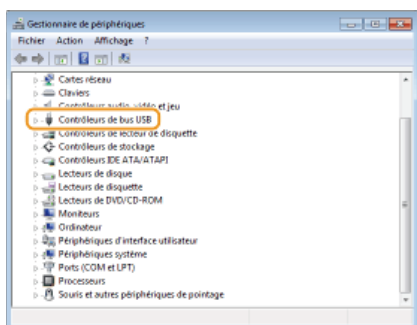 Gestionnaire de périphériques
Fichier Action Affichage ?
Cartes réseau
Claviers
Contrôleurs audio, vidéo et jeu
Contrôleurs de bus USB
Contrôleurs de lecteur de disquette
Contrôleurs de stockage
Contrôleurs IDE ATA/ATAPI
Lecteurs de disque
Lecteurs de disquette
Lecteurs de DVD/CD-ROM
Moniteurs
Ordinateur
Périphériques d'interface utilisateur
Périphériques système
Ports (COM et LPT)
Processeurs
Souris et autres périphériques de pointage